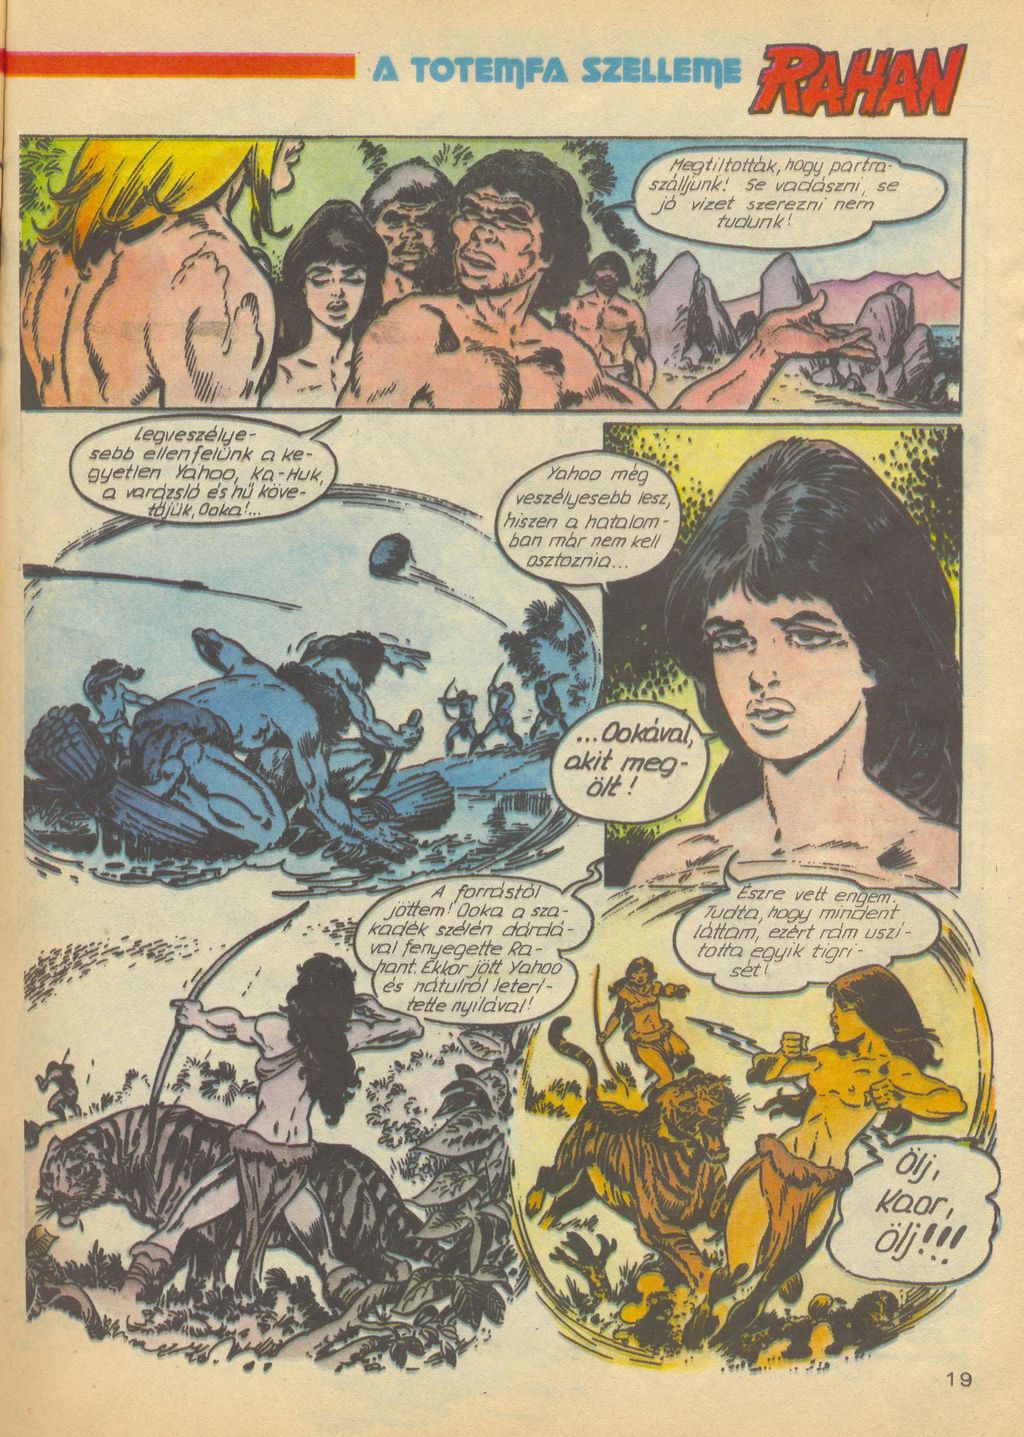 A TOTEMFA SZELLEME RAHAN
Megtiltották, hogy partra-
szálljunk! Se vadászni, se
jó vizet szerezni nem
tudunk!
Legveszélye-
sebb ellenfelünk a ke-
gyetlen Yahoo, Ka-Huk,
a varázsló és hű köve-
tőjük, Ooka!...
Yahoo még
veszélyesebb lesz,
hiszen a hatalom-
ban már nem kell
osztoznia...
...Ookával,
akit meg-
ölt!
A forrástól
jöttem! Ooka a sza-
kadék szélén dárdá-
val fenyegette Ra-
hant. Ekkor jött Yahoo
és hátulról leterí-
tette nyilával!
Észre vett engem.
Tudta, hogy mindent
láttam, ezért rám uszí-
totta egyik tigri-
sét!
Ölj,
Kaor,
ölj!!!
19